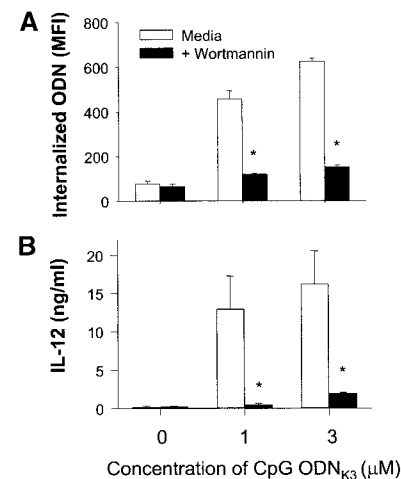 A
Internalized ODN (MFI)
800
600
400
200
0
Media
+ Wortmannin
*
*
B
IL-12 (ng/ml)
20
15
10
5
0
*
*
0 1 3
Concentration of CpG ODNK3 (μM)